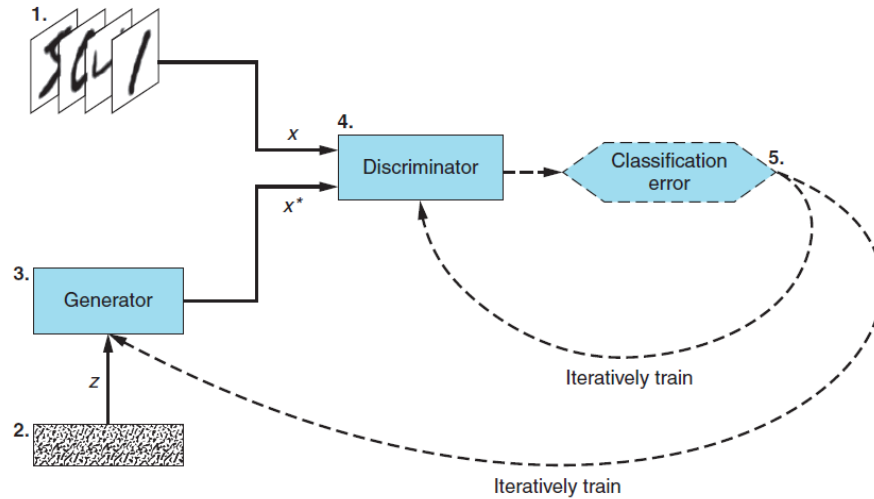 1.
x
4.
Discriminator
Classification
error
5.
x*
3.
Generator
Iteratively train
z
2.
Iteratively train